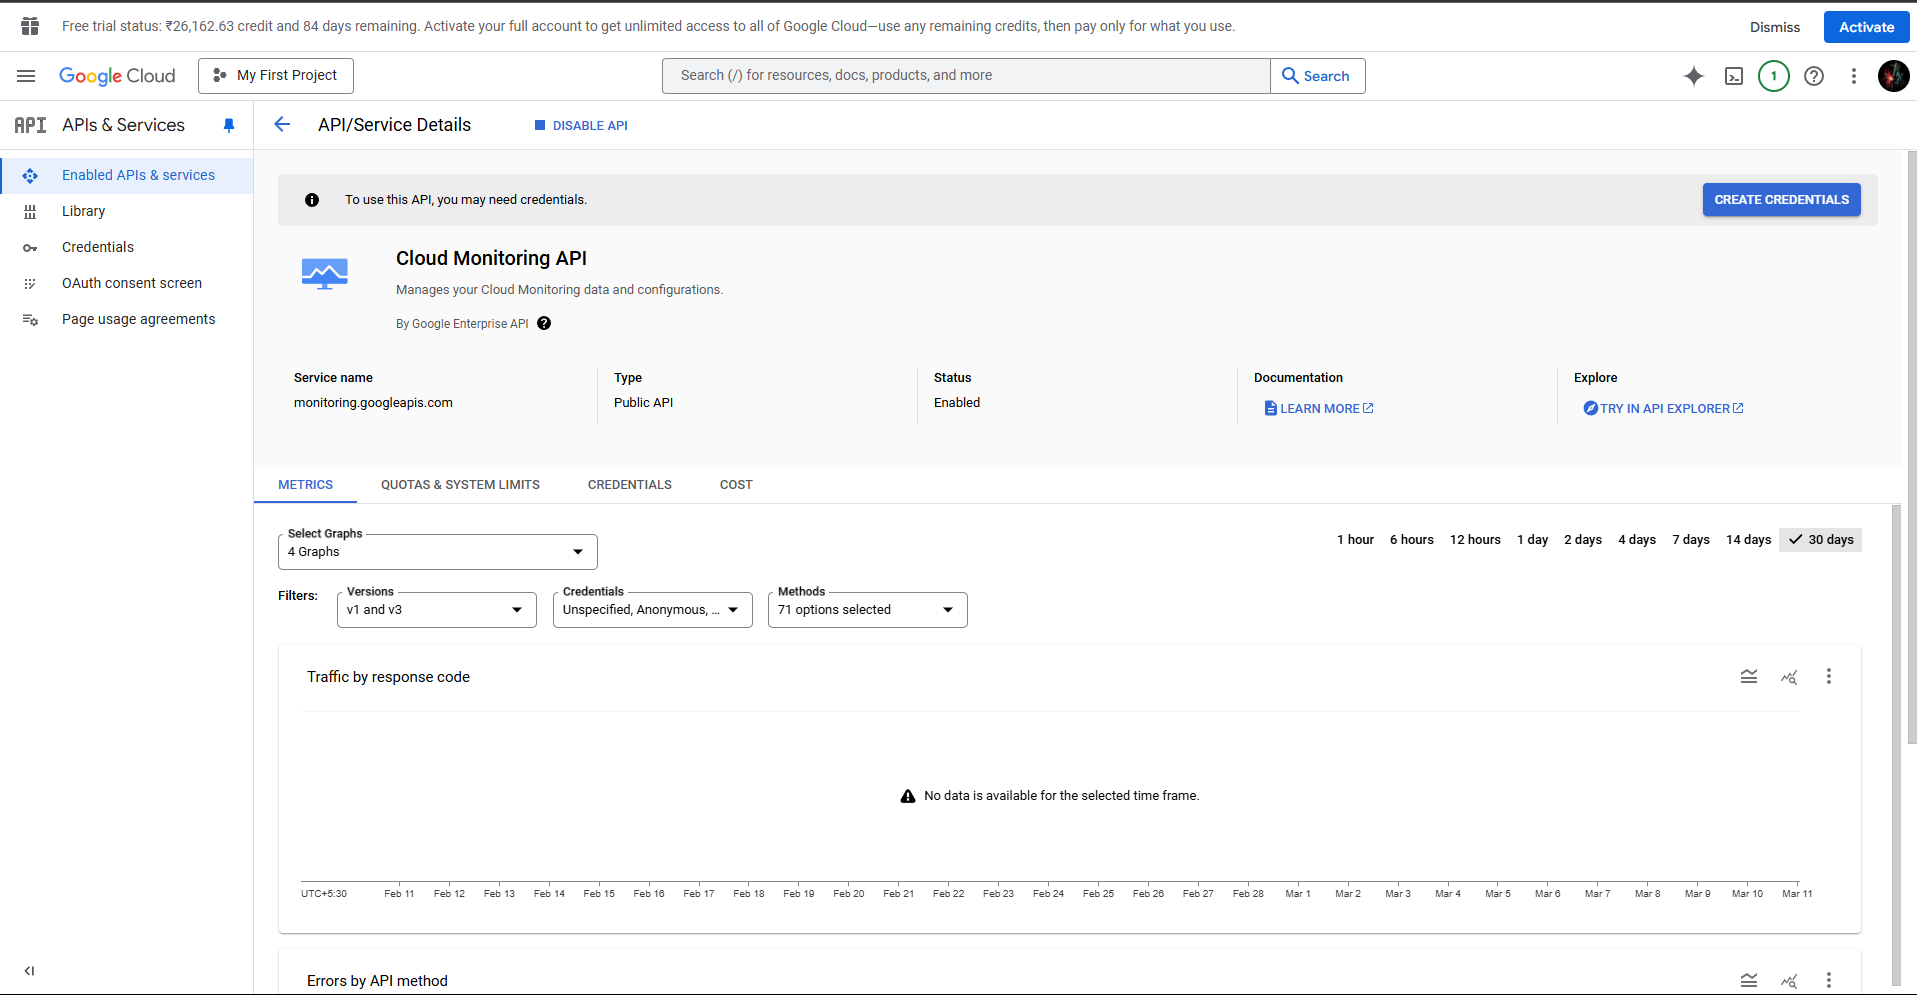 Free trial status: ₹26,162.63 credit and 84 days remaining. Activate your full account to get unlimited access to all of Google Cloud—use any remaining credits, then pay only for what you use.
Dismiss
Activate
Google Cloud
My First Project
Search (/) for resources, docs, products, and more
Search
1
API APIs & Services
API/Service Details
DISABLE API
Enabled APIs & services
Library
Credentials
OAuth consent screen
Page usage agreements
To use this API, you may need credentials.
CREATE CREDENTIALS
Cloud Monitoring API
Manages your Cloud Monitoring data and configurations.
By Google Enterprise API
Service name
monitoring.googleapis.com
Type
Public API
Status
Enabled
Documentation
LEARN MORE
Explore
TRY IN API EXPLORER
METRICS
QUOTAS & SYSTEM LIMITS
CREDENTIALS
COST
Select Graphs
4 Graphs
1 hour
6 hours
12 hours
1 day
2 days
4 days
7 days
14 days
30 days
Filters:
Versions
v1 and v3
Credentials
Unspecified, Anonymous, ...
Methods
71 options selected
Traffic by response code
No data is available for the selected time frame.
UTC+5:30 Feb 11 Feb 12 Feb 13 Feb 14 Feb 15 Feb 16 Feb 17 Feb 18 Feb 19 Feb 20 Feb 21 Feb 22 Feb 23 Feb 24 Feb 25 Feb 26 Feb 27 Feb 28 Mar 1 Mar 2 Mar 3 Mar 4 Mar 5 Mar 6 Mar 7 Mar 8 Mar 9 Mar 10 Mar 11
Errors by API method